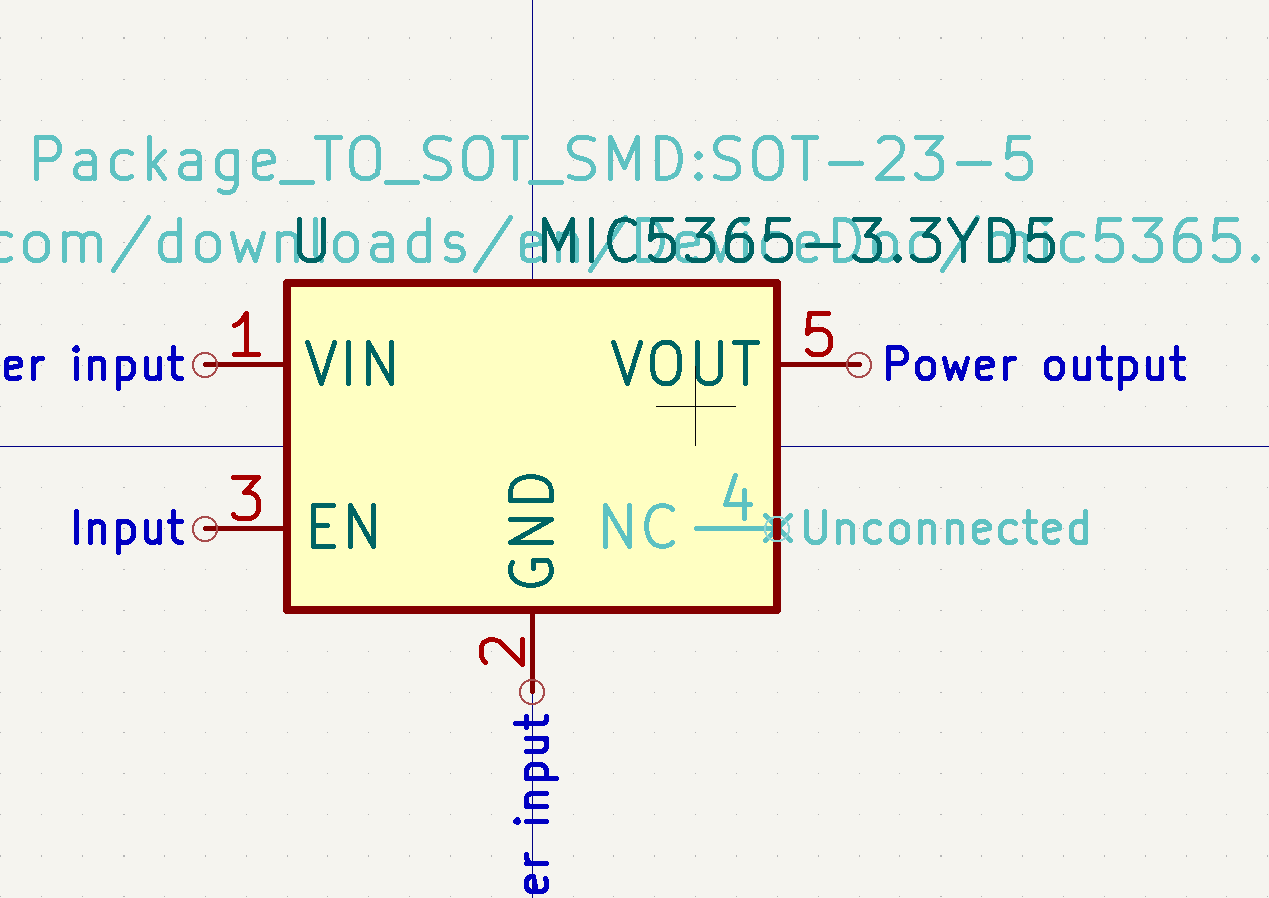 Package_TO_SOT_SMD:SOT-23-5
com/downloads/en/DeviceDoc/mic5365.
U MIC5365-3.3YD5
1 5
er input VIN VOUT Power output
3 4
Input EN GND NC Unconnected
2
er input